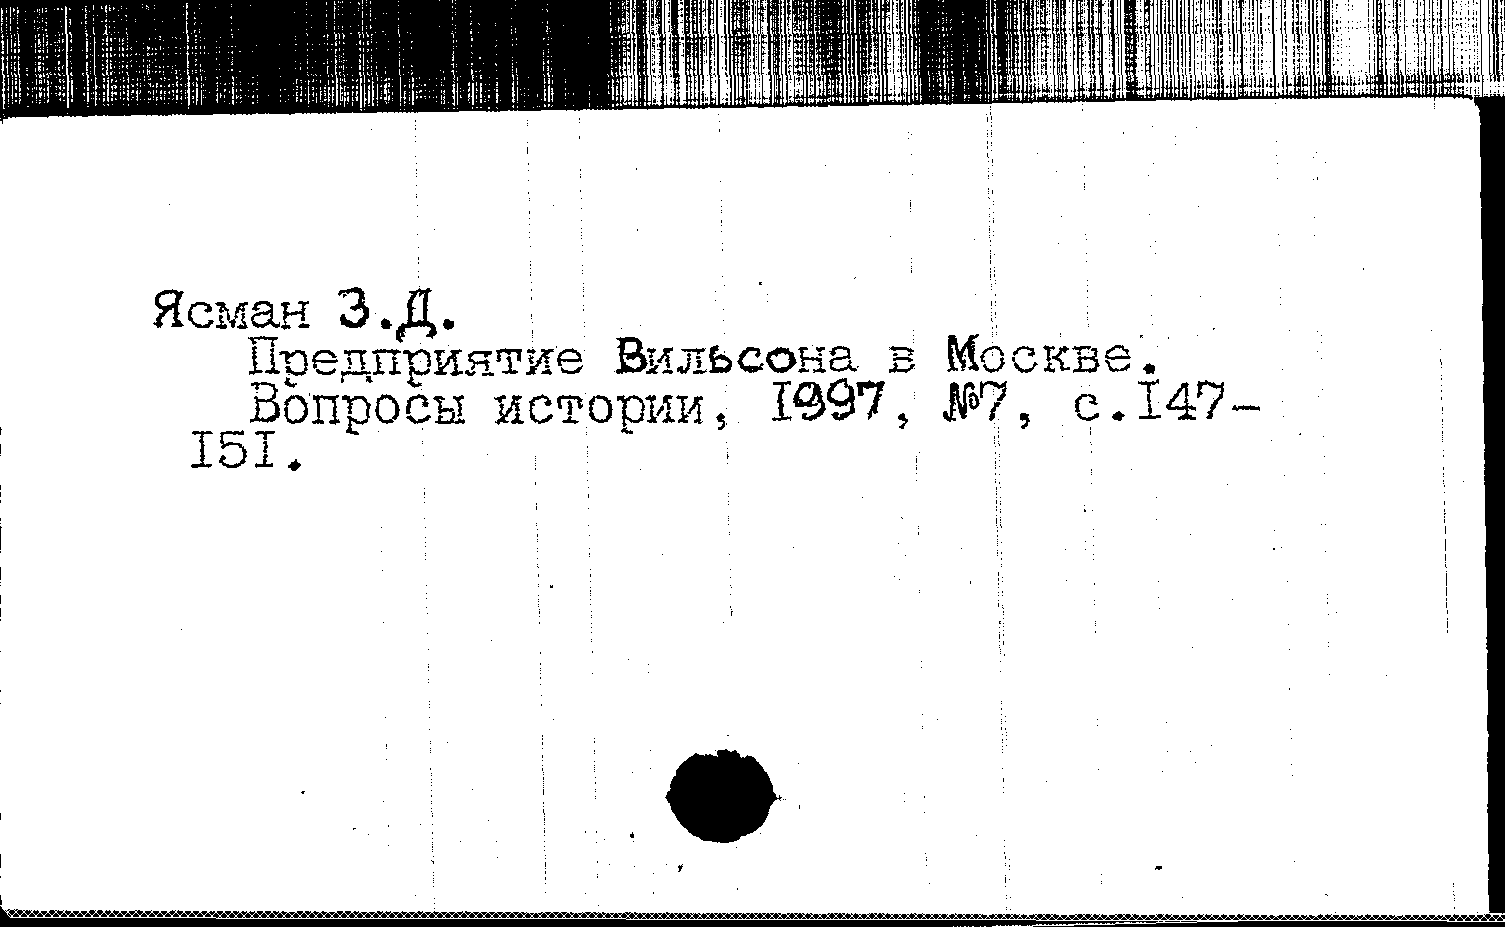 Ясман З.Д.
Предприятие Вильсона в Москве.
Вопросы истории, 1997, №7, с.147-
151.